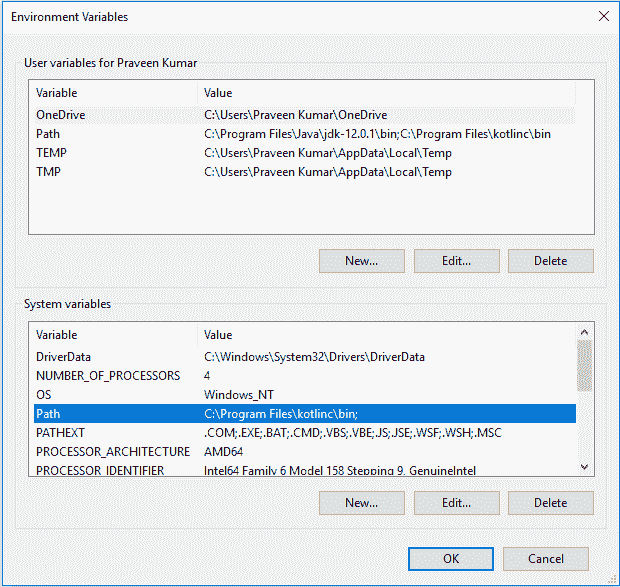 Environment Variables
User variables for Praveen Kumar
Variable Value
OneDrive C:\Users\Praveen Kumar\OneDrive
Path C:\Program Files\Java\jdk-12.0.1\bin;C:\Program Files\kotlinc\bin
TEMP C:\Users\Praveen Kumar\AppData\Local\Temp
TMP C:\Users\Praveen Kumar\AppData\Local\Temp
New... Edit... Delete
System variables
Variable Value
DriverData C:\Windows\System32\Drivers\DriverData
NUMBER_OF_PROCESSORS 4
OS Windows_NT
Path C:\Program Files\kotlinc\bin;
PATHEXT .COM;.EXE;.BAT;.CMD;.VBS;.VBE;.JS;.JSE;.WSF;.WSH;.MSC
PROCESSOR_ARCHITECTURE AMD64
PROCESSOR_IDENTIFIER Intel64 Family 6 Model 158 Stepping 9, GenuineIntel
New... Edit... Delete
OK Cancel